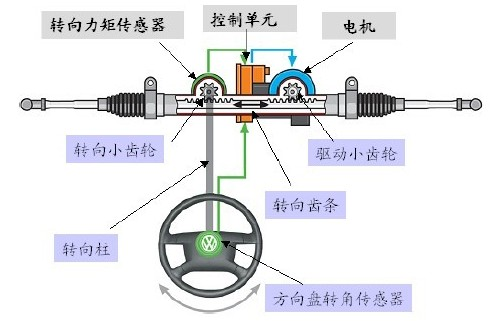 转向力矩传感器
控制单元
电机
转向小齿轮
驱动小齿轮
转向齿条
转向柱
方向盘转角传感器